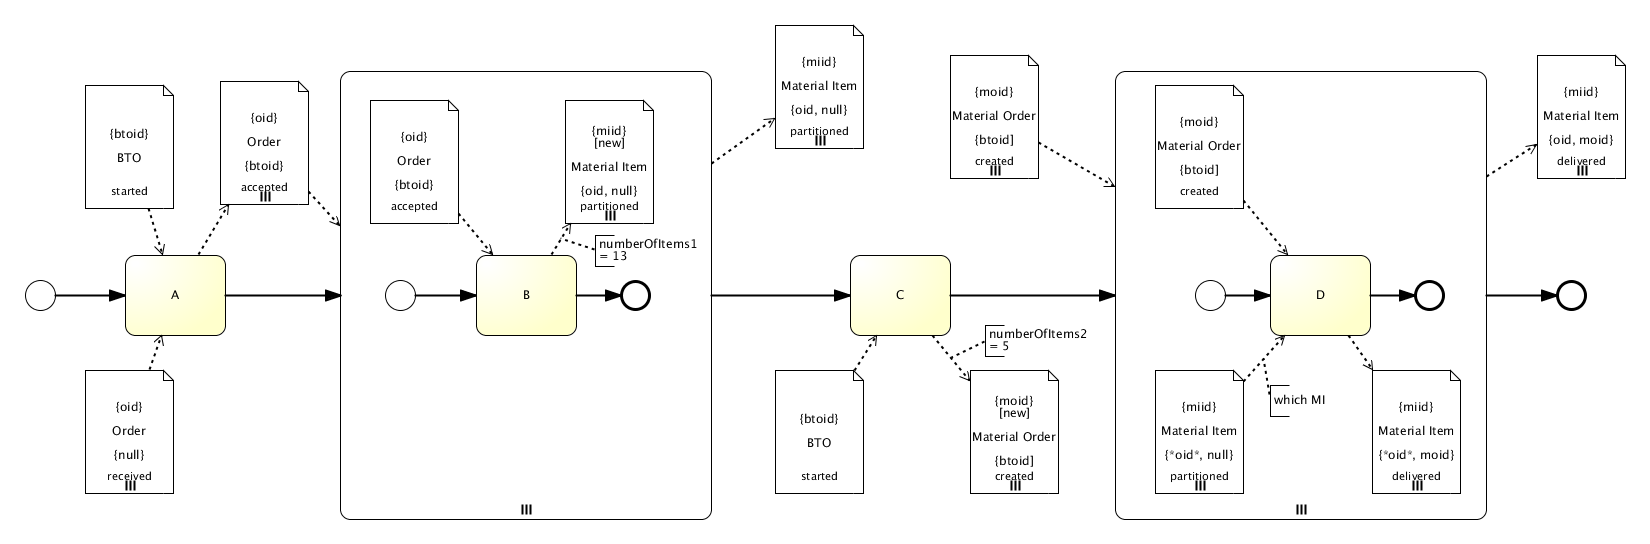 {btoid}
BTO
started
{oid}
Order
{btoid}
accepted
A
{oid}
Order
{null}
received
{oid}
Order
{btoid}
accepted
{miid}
[new]
Material Item
{oid, null}
partitioned
numberOfItems1
= 13
B
{miid}
Material Item
{oid, null}
partitioned
C
{btoid}
BTO
started
numberOfItems2
= 5
{moid}
[new]
Material Order
{btoid]
created
{moid}
Material Order
{btoid]
created
{moid}
Material Order
{btoid]
created
D
{miid}
Material Item
{*oid*, null}
partitioned
which MI
{miid}
Material Item
{*oid*, moid}
delivered
{miid}
Material Item
{oid, moid}
delivered